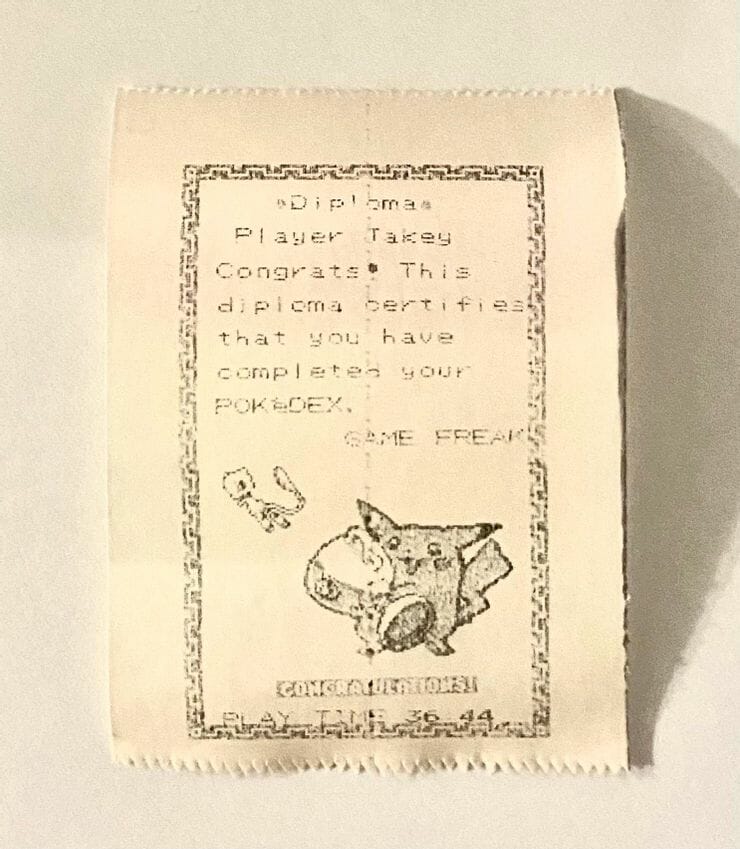 Diploma
Player Takey
Congrats! This
diploma certifies
that you have
completed your
POKéDEX.
GAME FREAK
CONGRATULATIONS!
PLAY TIME 36 44